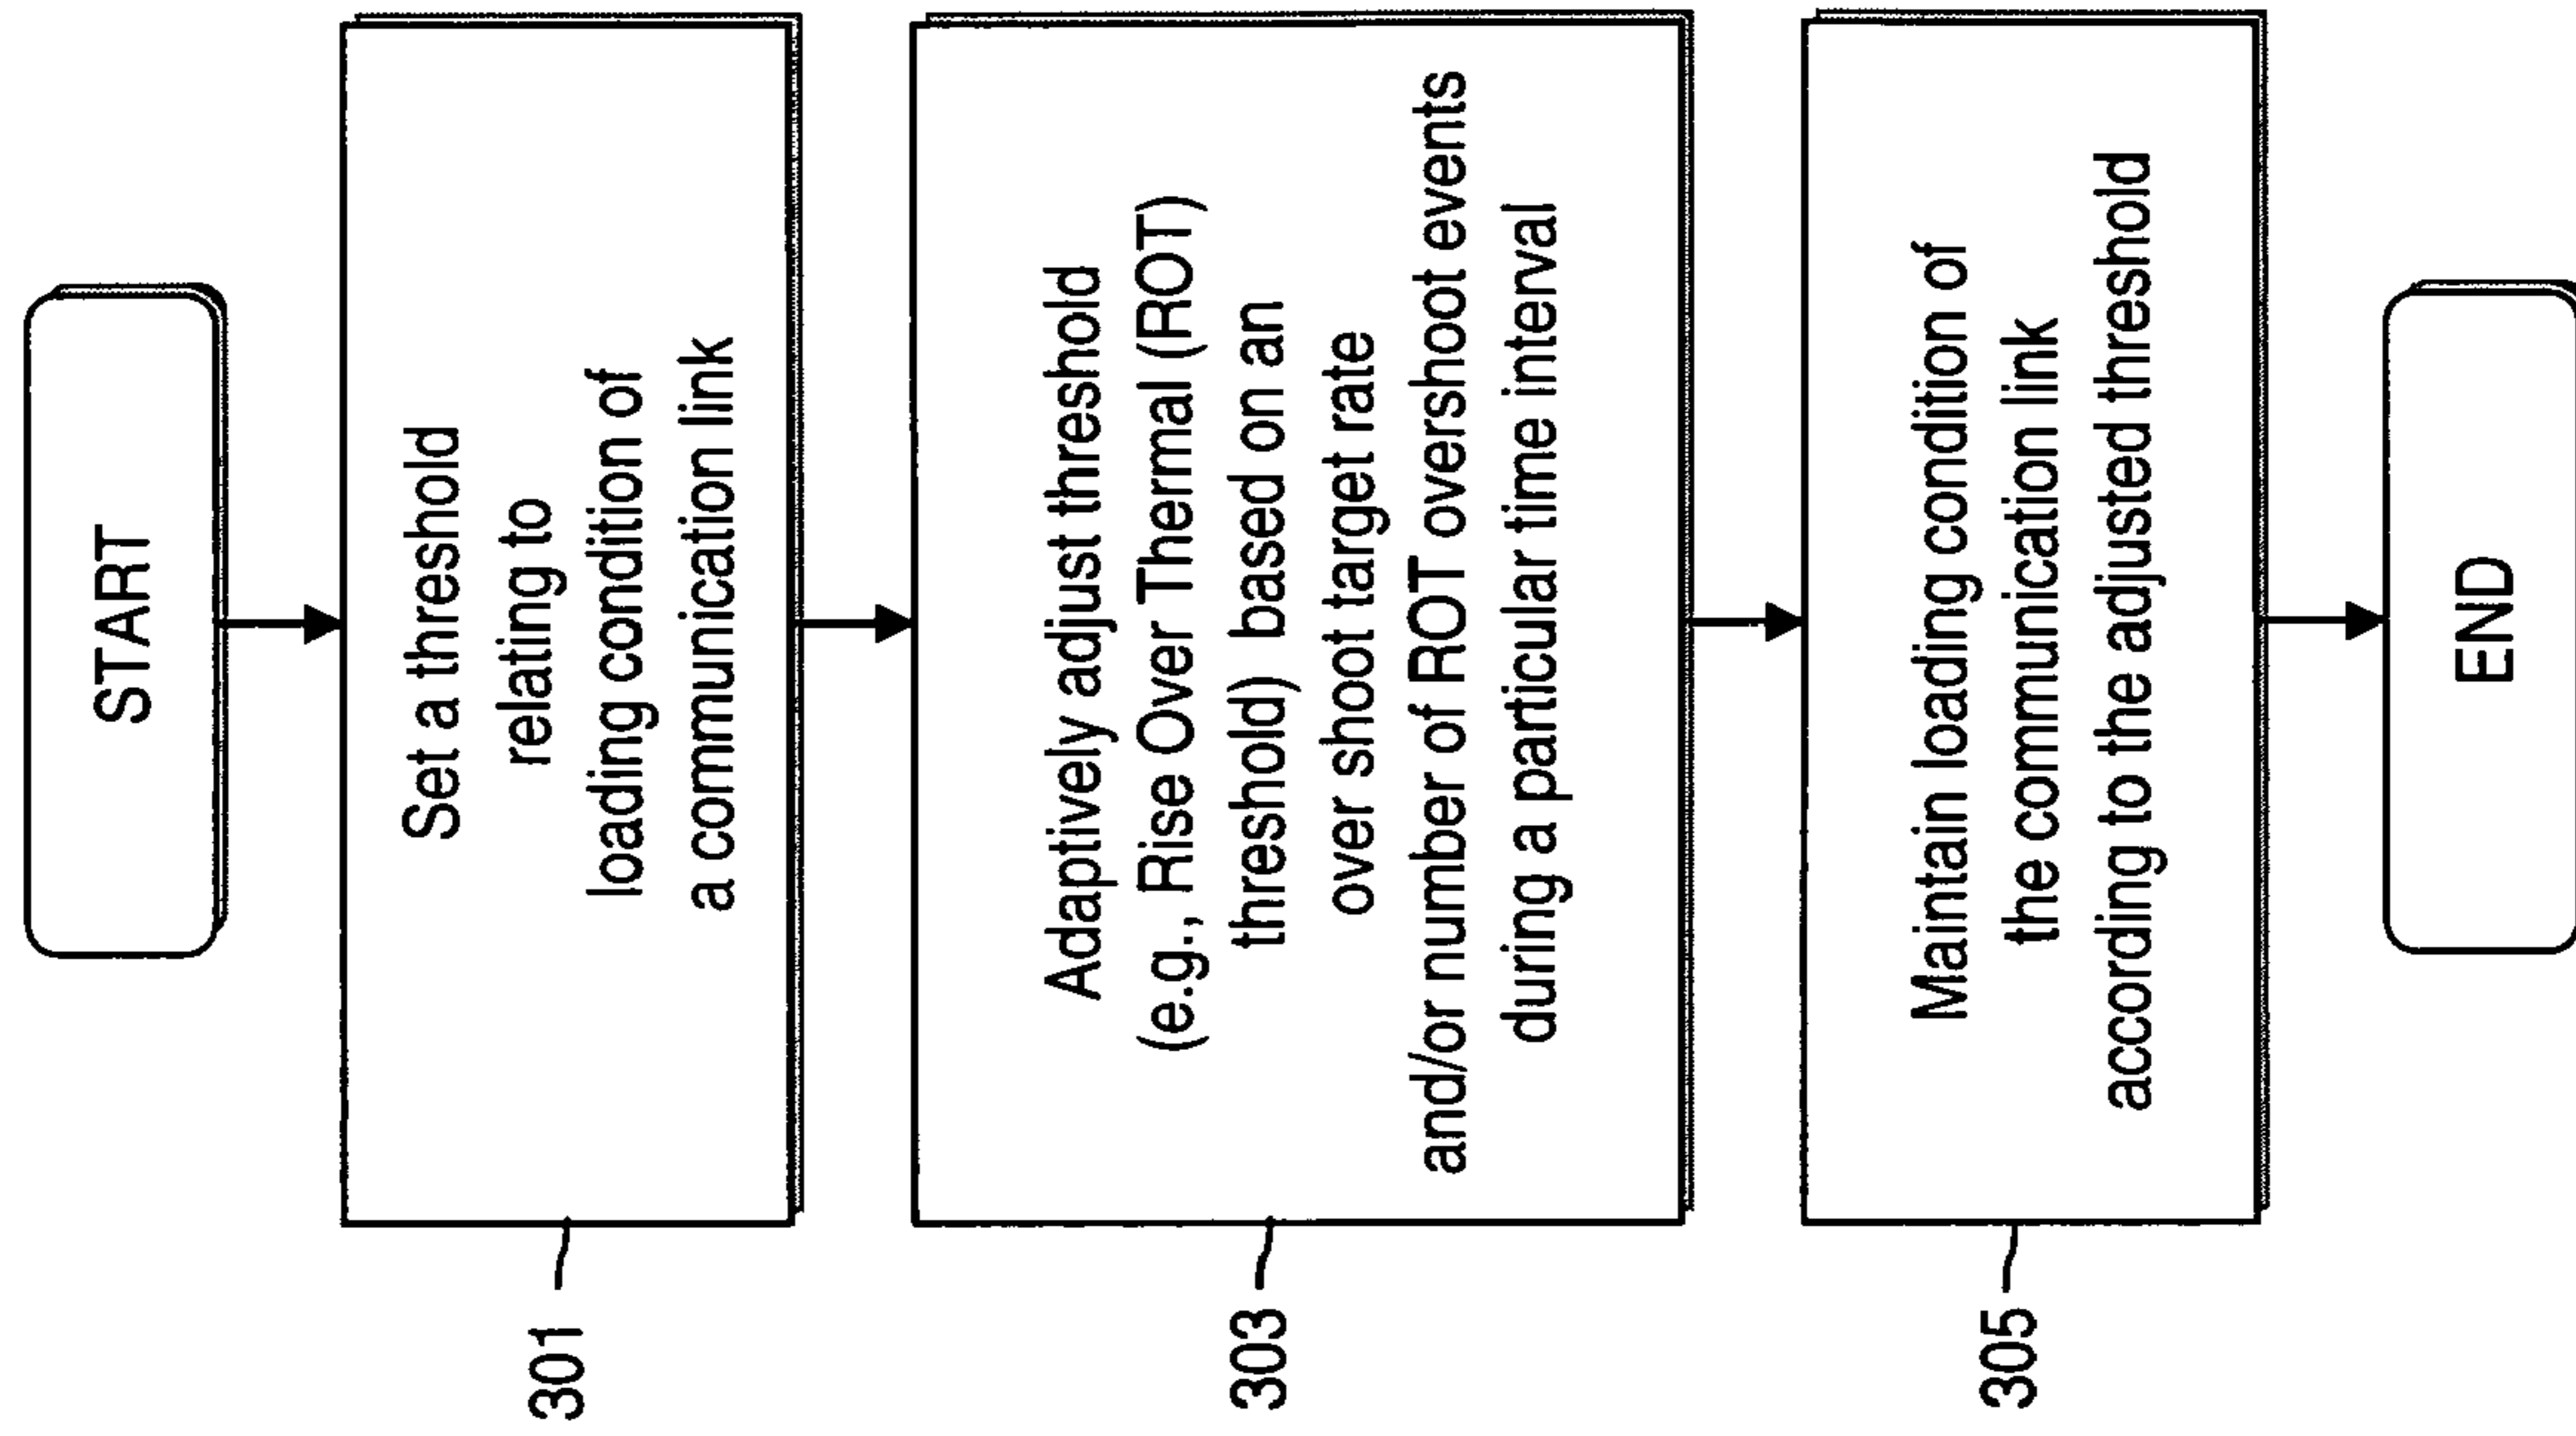 START
Set a threshold
relating to
loading condition of
a communication link
301
Adaptively adjust threshold
(e.g., Rise Over Thermal (ROT)
threshold) based on an
over shoot target rate
and/or number of ROT overshoot events
during a particular time interval
303
Maintain loading condition of
the communication link
according to the adjusted threshold
305
END